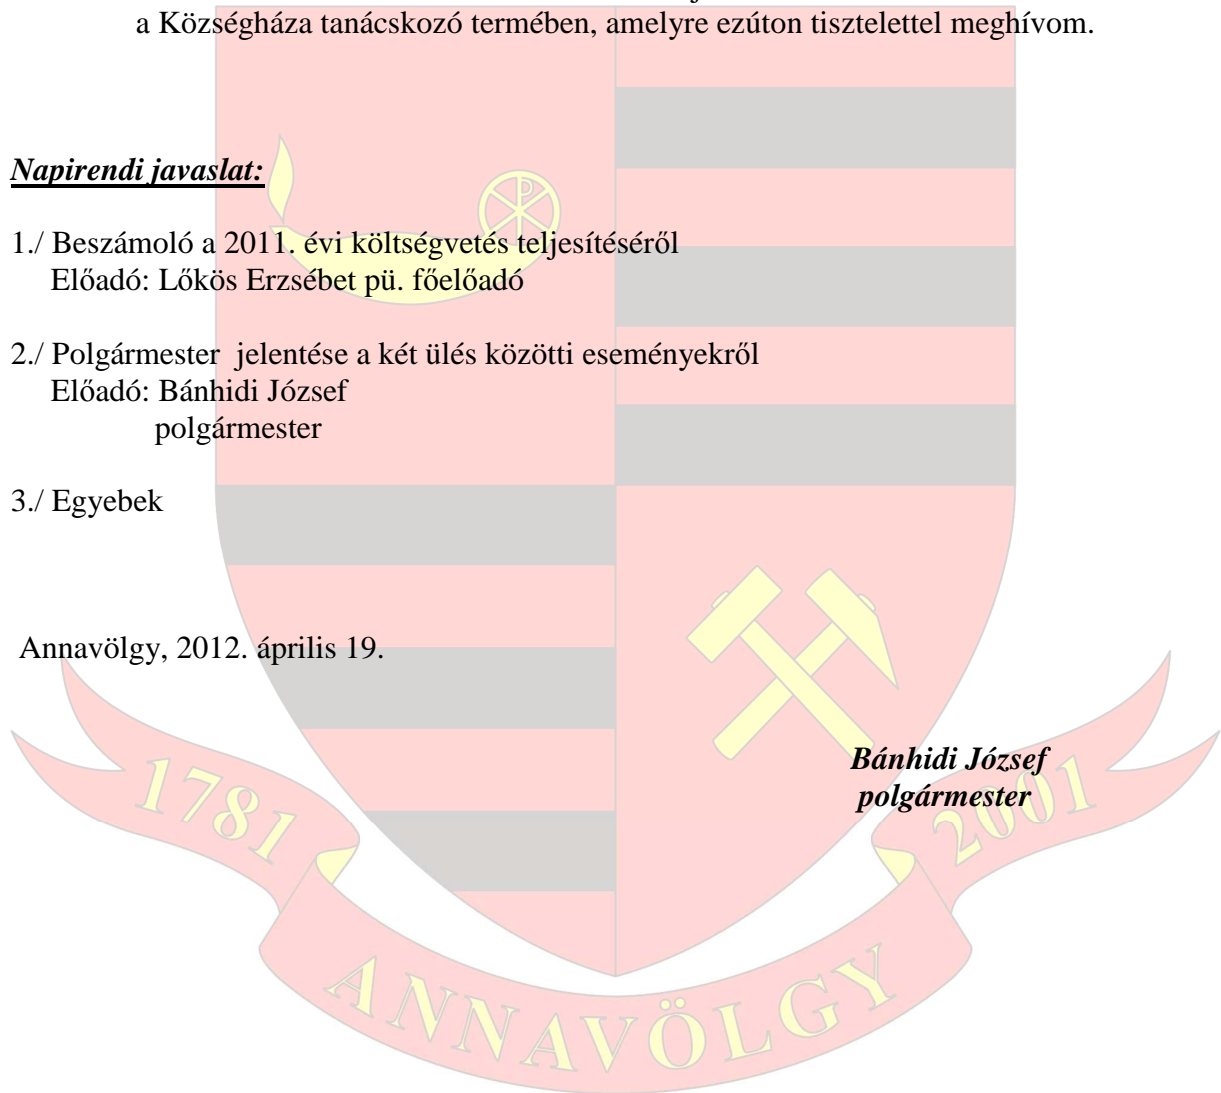 a Községháza tanácskozó termében, amelyre ezúton tisztelettel meghívom.
Napirendi javaslat:
1./ Beszámoló a 2011. évi költségvetés teljesítéséről
Előadó: Lőkös Erzsébet pü. főelőadó
2./ Polgármester jelentése a két ülés közötti eseményekről
Előadó: Bánhidi József
polgármester
3./ Egyebek
Annavölgy, 2012. április 19.
Bánhidi József
polgármester
1781
2001
ANNAVÖLGY